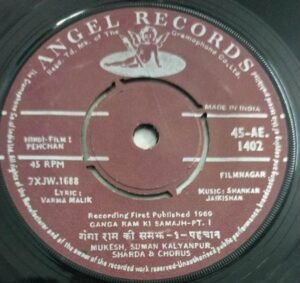 ANGEL RECORDS
Regd. Td. Mk. of The Gramophone Co. Ltd.
MADE IN INDIA
HINDI-FILM:
PEHCHAN
45-AE.
1402
45 RPM
FILMNAGAR
7XJW.1688
LYRIC:
VARMA MALIK
MUSIC: SHANKAR
JAIKISHAN
Recording First Published 1969
GANGA RAM KI SAMAJH-PT. I
गंगा राम की समझ-१-पहचान
MUKESH, SUMAN KALYANPUR,
SHARDA & CHORUS